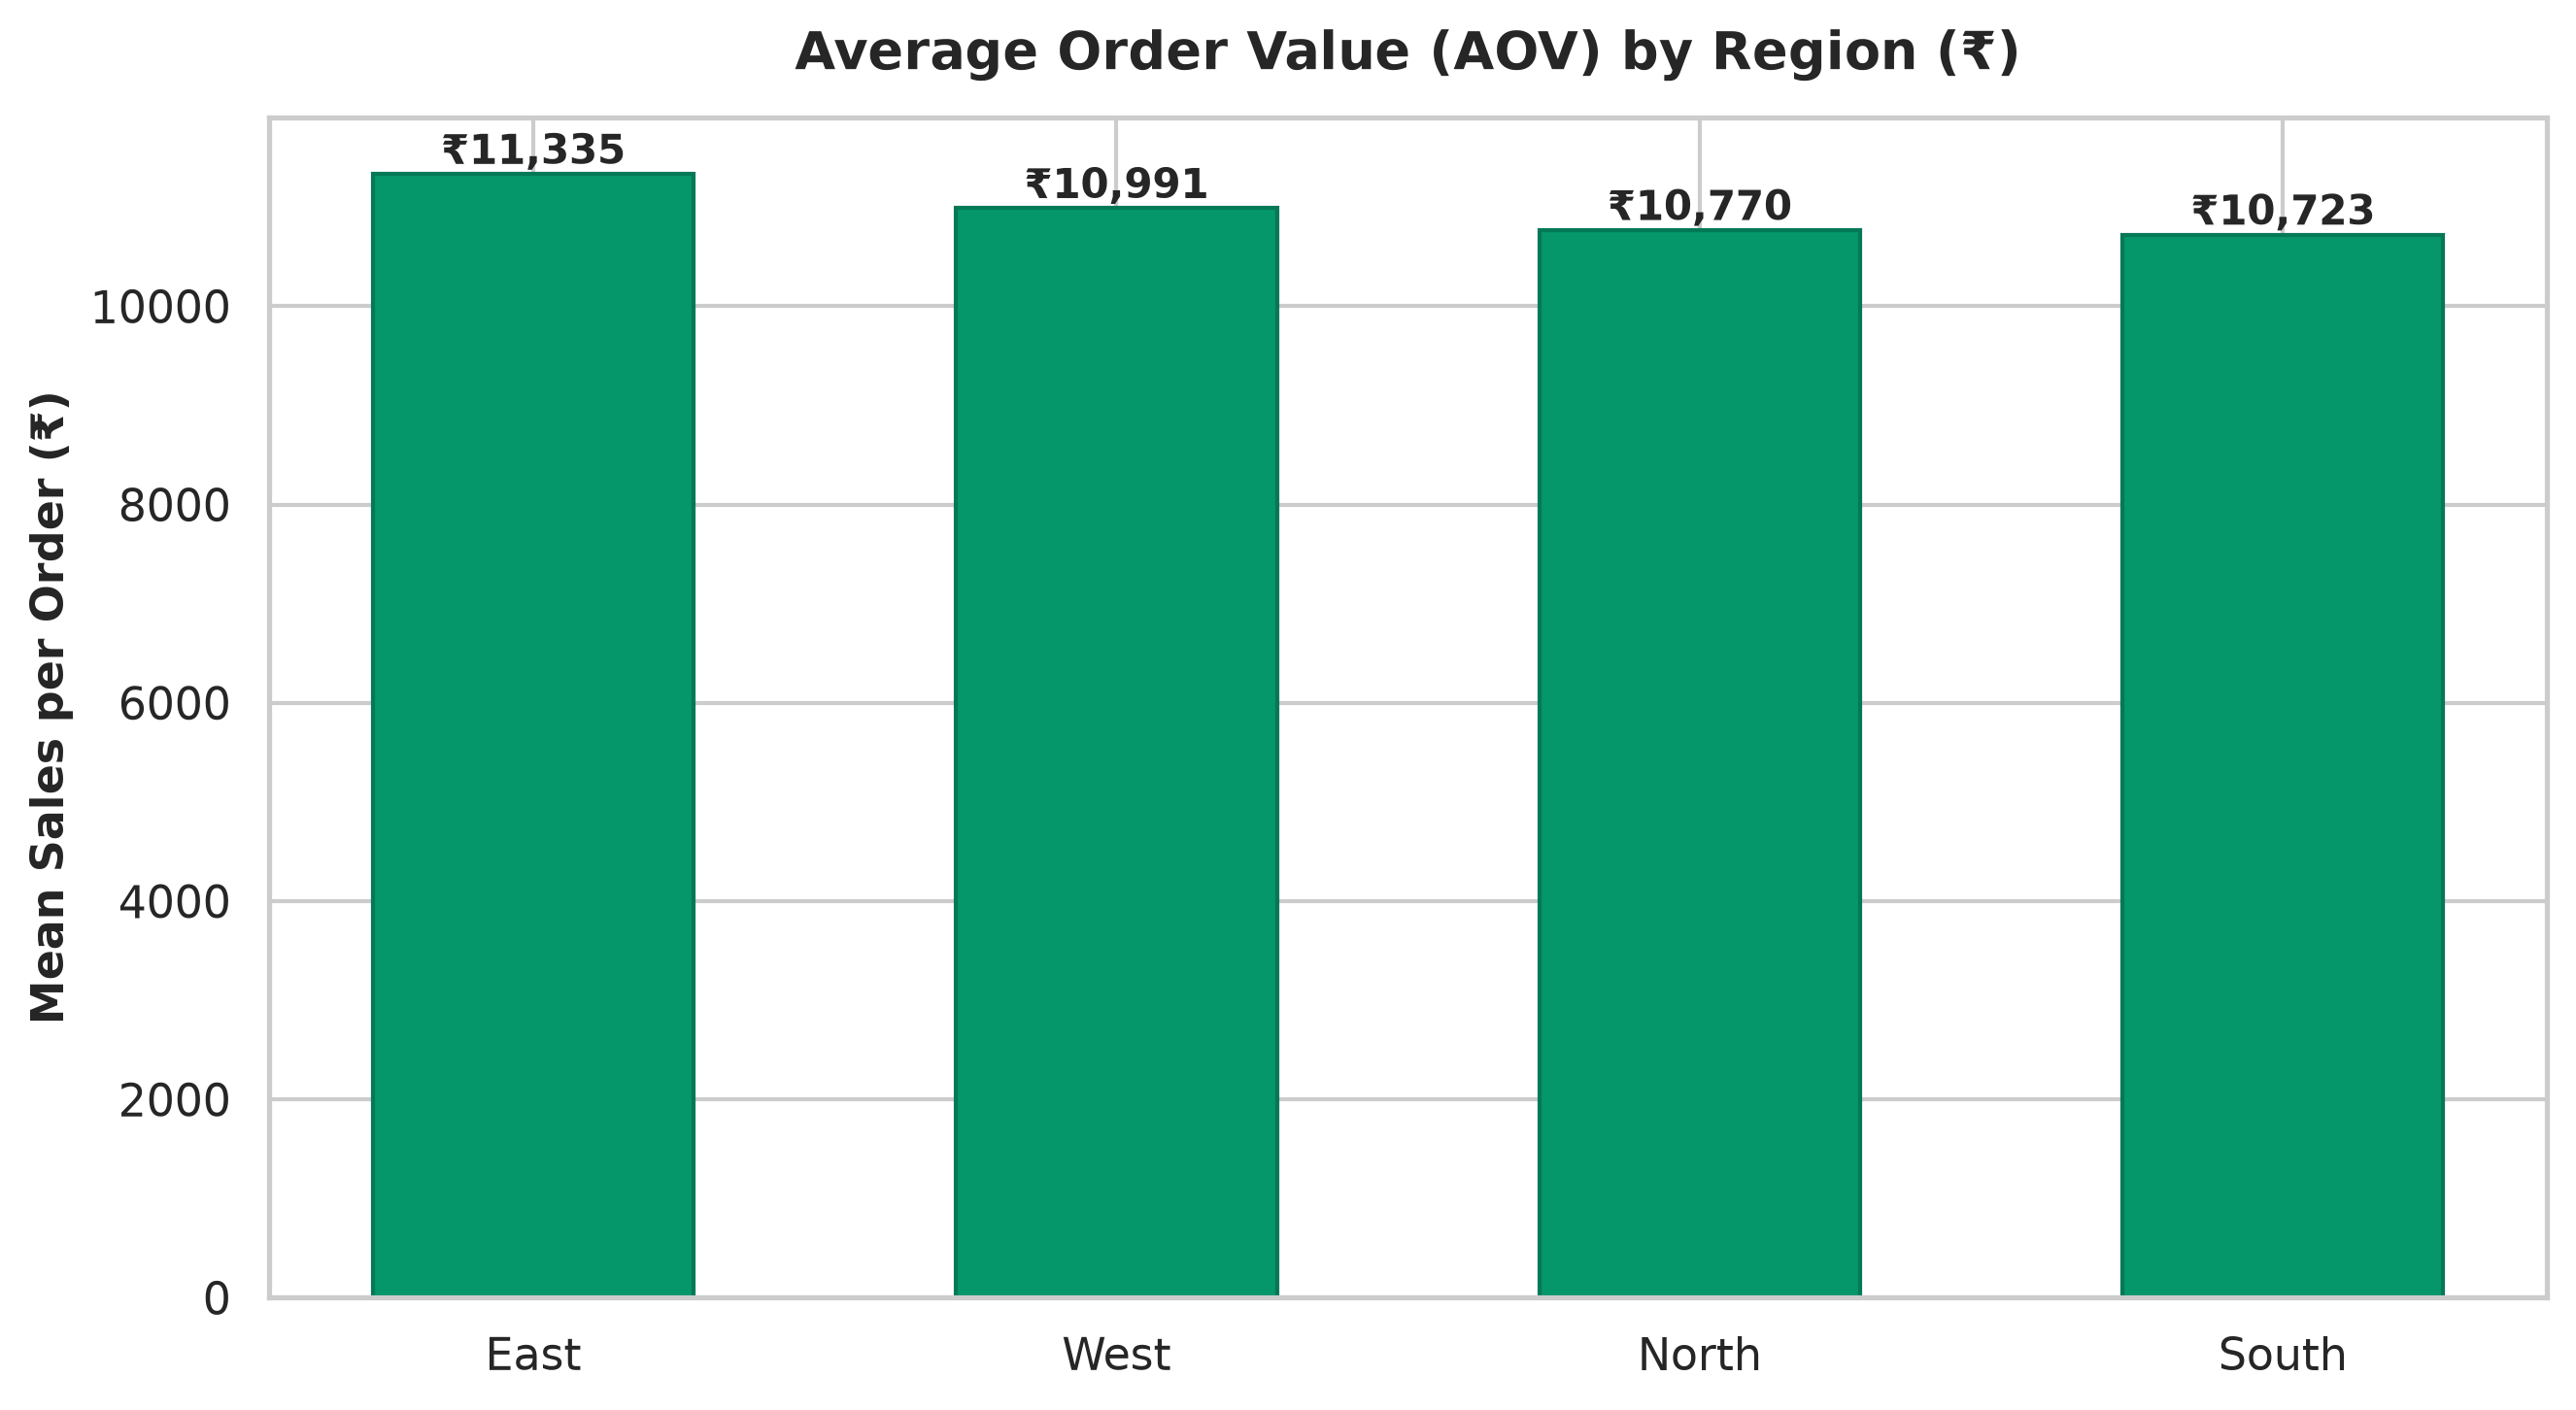 Average Order Value (AOV) by Region (₹)
Mean Sales per Order (₹)
10000
8000
6000
4000
2000
0
₹11,335
₹10,991
₹10,770
₹10,723
East
West
North
South